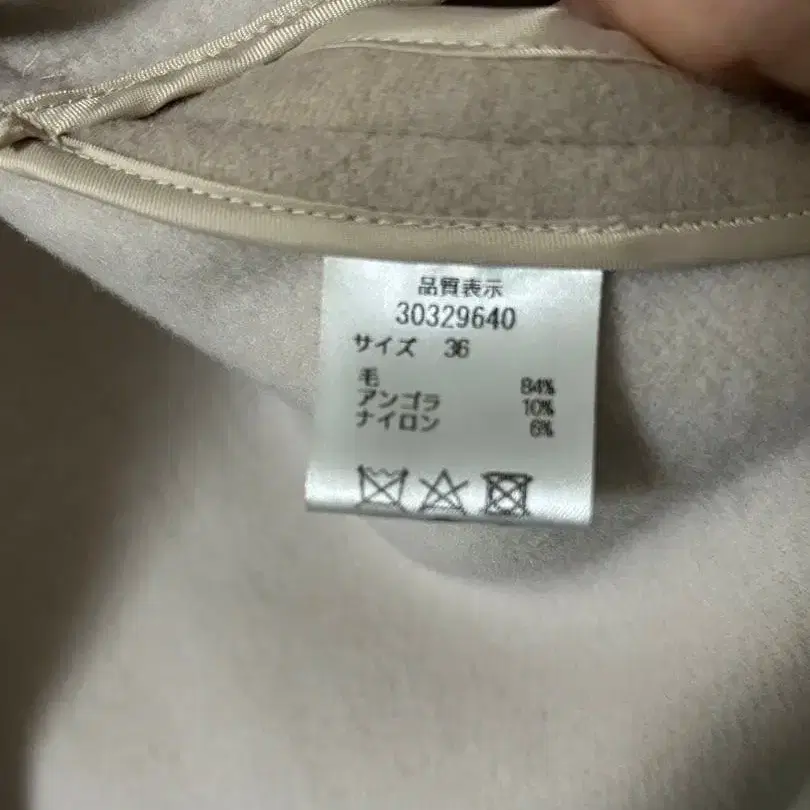 品質表示
30329640
サイズ 36
毛 84%
アンゴラ 10%
ナイロン 6%